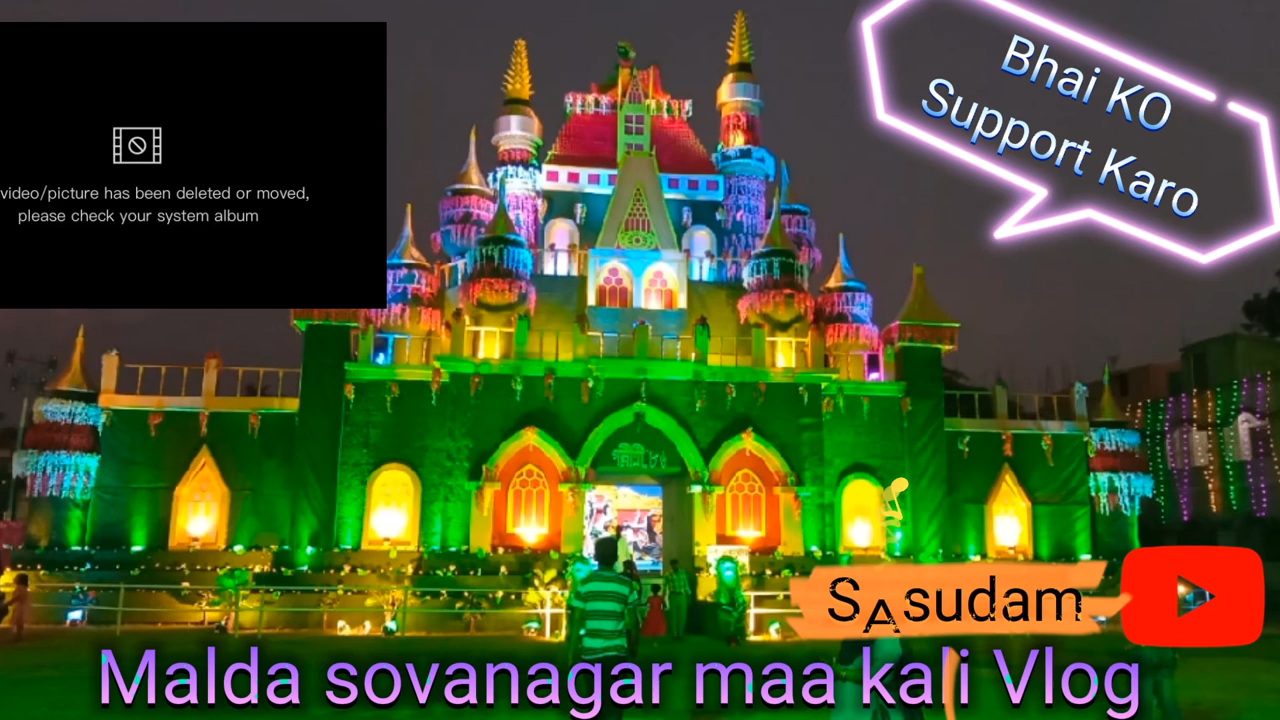 video/picture has been deleted or moved,
please check your system album
Bhai KO
Support Karo
SAsudam
Malda sovanagar maa kali Vlog